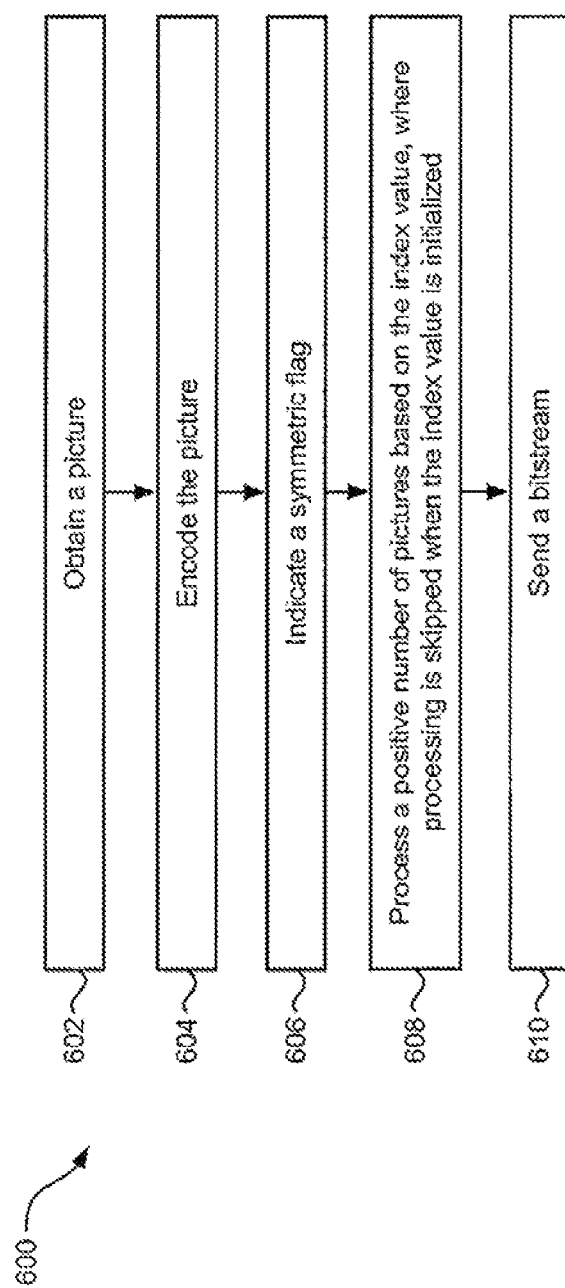 600
602
Obtain a picture
604
Encode the picture
606
Indicate a symmetric flag
608
Process a positive number of pictures based on the index value, where
processing is skipped when the index value is initialized
610
Send a bitstream